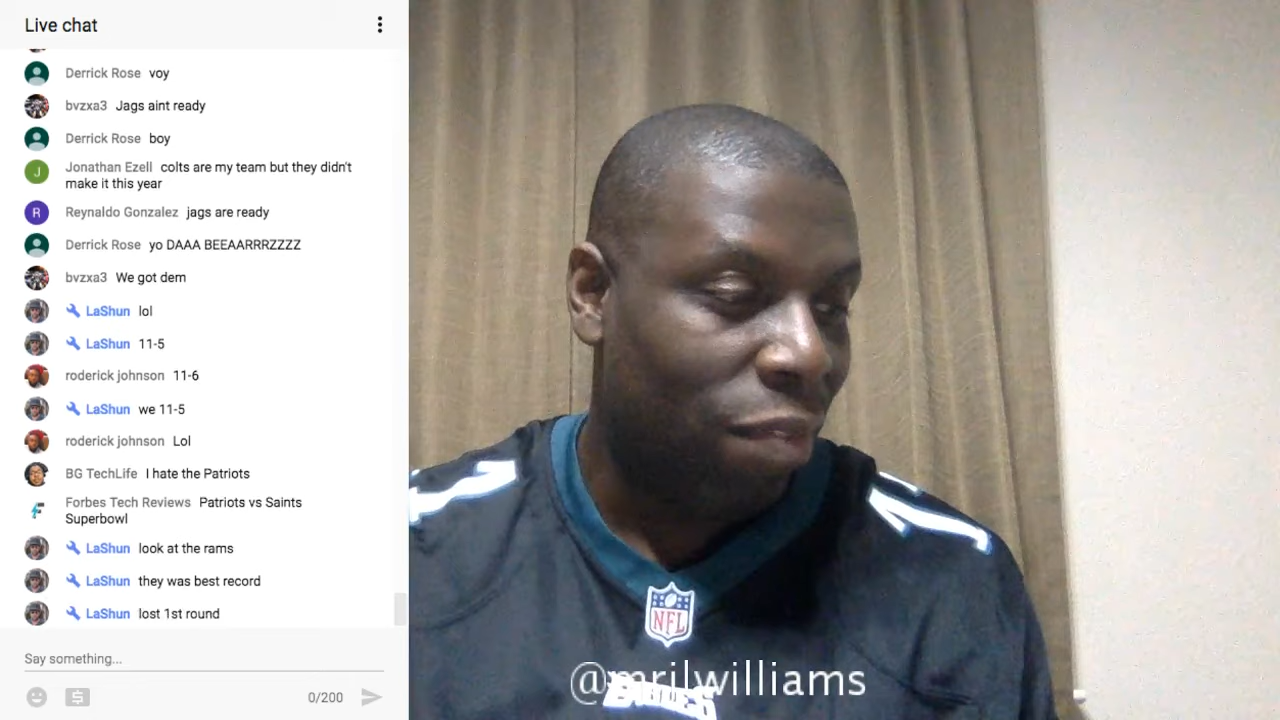 Live chat
Derrick Rose voy
bvzxa3 Jags aint ready
Derrick Rose boy
J
Jonathan Ezell colts are my team but they didn't
make it this year
R
Reynaldo Gonzalez jags are ready
Derrick Rose yo DAAA BEEAARRRZZZZ
bvzxa3 We got dem
LaShun lol
LaShun 11-5
roderick johnson 11-6
LaShun we 11-5
roderick johnson Lol
BG TechLife I hate the Patriots
Forbes Tech Reviews Patriots vs Saints
Superbowl
LaShun look at the rams
LaShun they was best record
LaShun lost 1st round
Say something...
0/200
NFL
@mrilwilliams
EAGLES